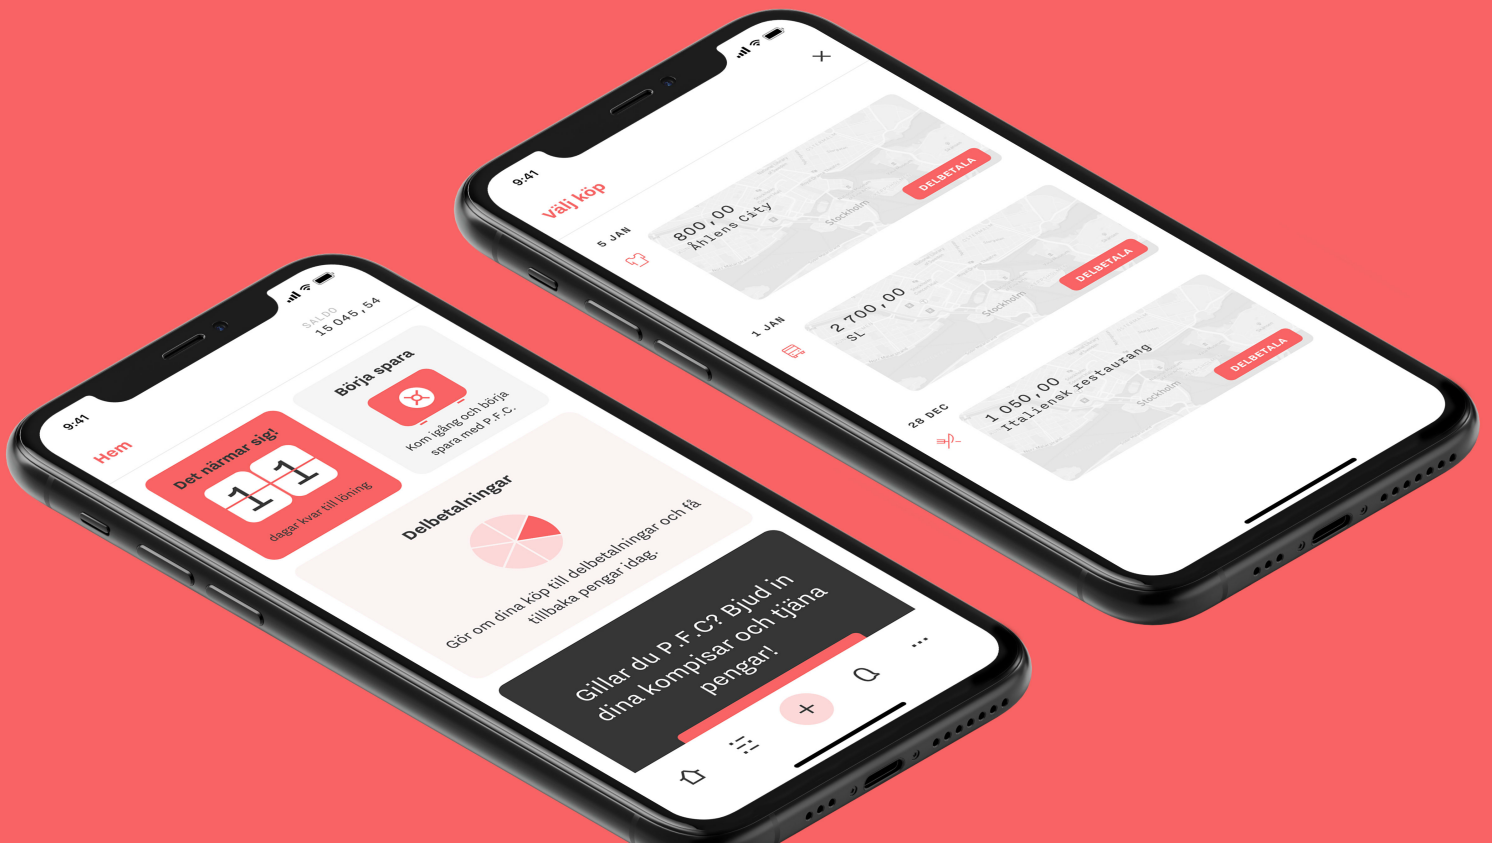 9:41
Hem
SALDO
15 045,54
Det närmar sig!
11
dagar kvar till löning
Börja spara
Kom igång och börja
spara med P.F.C.
Delbetalningar
Gör om dina köp till delbetalningar och få
tillbaka pengar idag.
Gillar du P.F.C? Bjud in
dina kompisar och tjäna
pengar!
9:41
Välj köp
5 JAN
800,00
Åhlens City
Stockholm
DELBETALA
1 JAN
2 700,00
SL
Stockholm
DELBETALA
28 DEC
1 050,00
Italiensk restaurang
Stockholm
DELBETALA